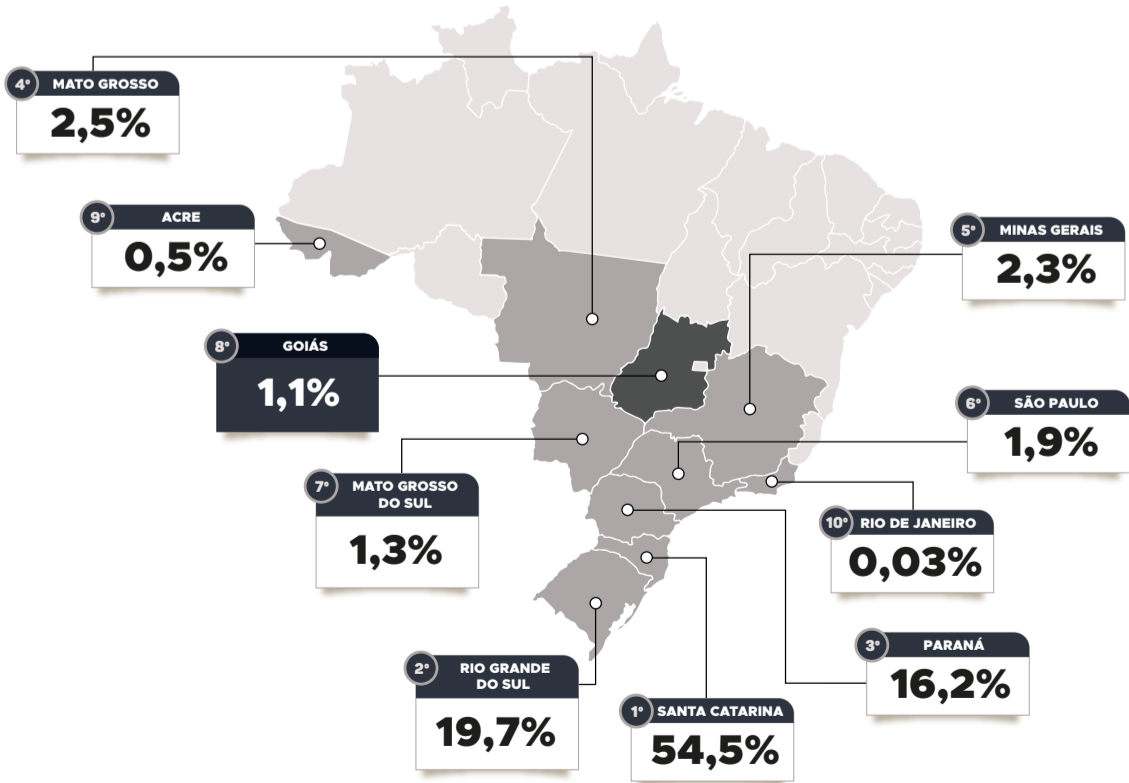 4º MATO GROSSO
2,5%
9º ACRE
0,5%
5º MINAS GERAIS
2,3%
8º GOIÁS
1,1%
6º SÃO PAULO
1,9%
7º MATO GROSSO
DO SUL
1,3%
10º RIO DE JANEIRO
0,03%
3º PARANÁ
16,2%
2º RIO GRANDE
DO SUL
19,7%
1º SANTA CATARINA
54,5%